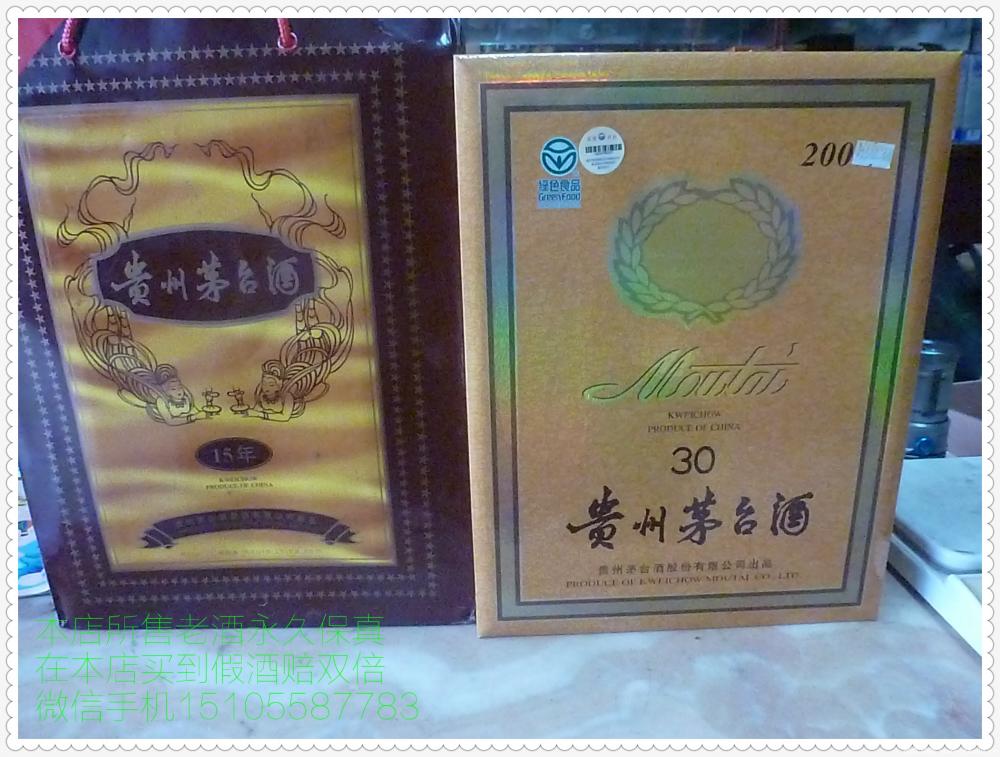 贵州茅台酒
15年
KWEICHOW
PRODUCT OF CHINA
绿色食品
GreenFood
200
Moutai
KWEICHOW
PRODUCE OF CHINA
30
贵州茅台酒
贵州茅台酒股份有限公司出品
PRODUCE OF KWEICHOW MOUTAI CO., LTD.
本店所售老酒永久保真
在本店买到假酒赔双倍
微信手机15105587783